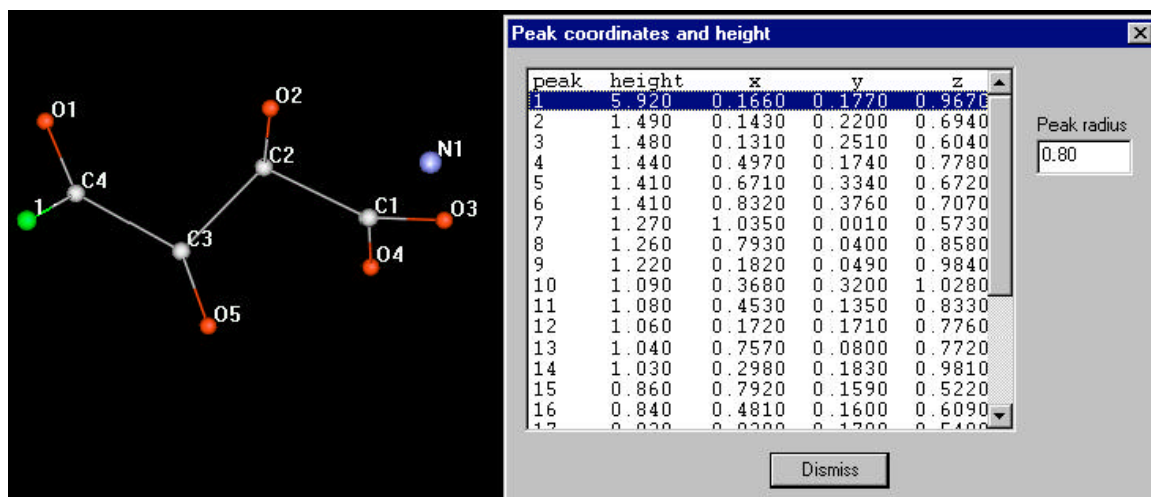 O1
O2
C2
N1
C4
1
C1
O3
C3
O4
O5
Peak coordinates and height
peak height x y z
1 5.920 0.1660 0.1770 0.9670
2 1.490 0.1430 0.2200 0.6940
3 1.480 0.1310 0.2510 0.6040
4 1.440 0.4970 0.1740 0.7780
5 1.410 0.6710 0.3340 0.6720
6 1.410 0.8320 0.3760 0.7070
7 1.270 1.0350 0.0010 0.5730
8 1.260 0.7930 0.0400 0.8580
9 1.220 0.1820 0.0490 0.9840
10 1.090 0.3680 0.3200 1.0280
11 1.080 0.4530 0.1350 0.8330
12 1.060 0.1720 0.1710 0.7760
13 1.040 0.7570 0.0800 0.7720
14 1.030 0.2980 0.1830 0.9810
15 0.860 0.7920 0.1590 0.5220
16 0.840 0.4810 0.1600 0.6090
Peak radius
0.80
Dismiss